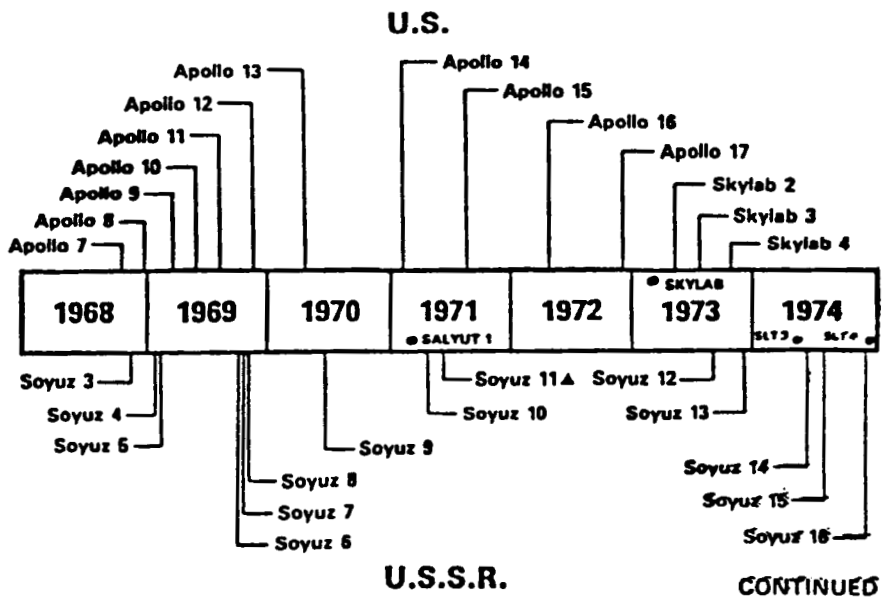 U.S.
Apollo 14
Apollo 13
Apollo 15
Apollo 12
Apollo 16
Apollo 11
Apollo 17
Apollo 10
Skylab 2
Apollo 9
Skylab 3
Apollo 8
Skylab 4
Apollo 7
SKYLAB
1968 1969 1970 1971 1972 1973 1974
SALYUT 1
SLT3 SLT4
Soyuz 3
Soyuz 11▲
Soyuz 12
Soyuz 4
Soyuz 10
Soyuz 13
Soyuz 5
Soyuz 9
Soyuz 14
Soyuz 8
Soyuz 15
Soyuz 7
Soyuz 16
Soyuz 6
U.S.S.R.
CONTINUED